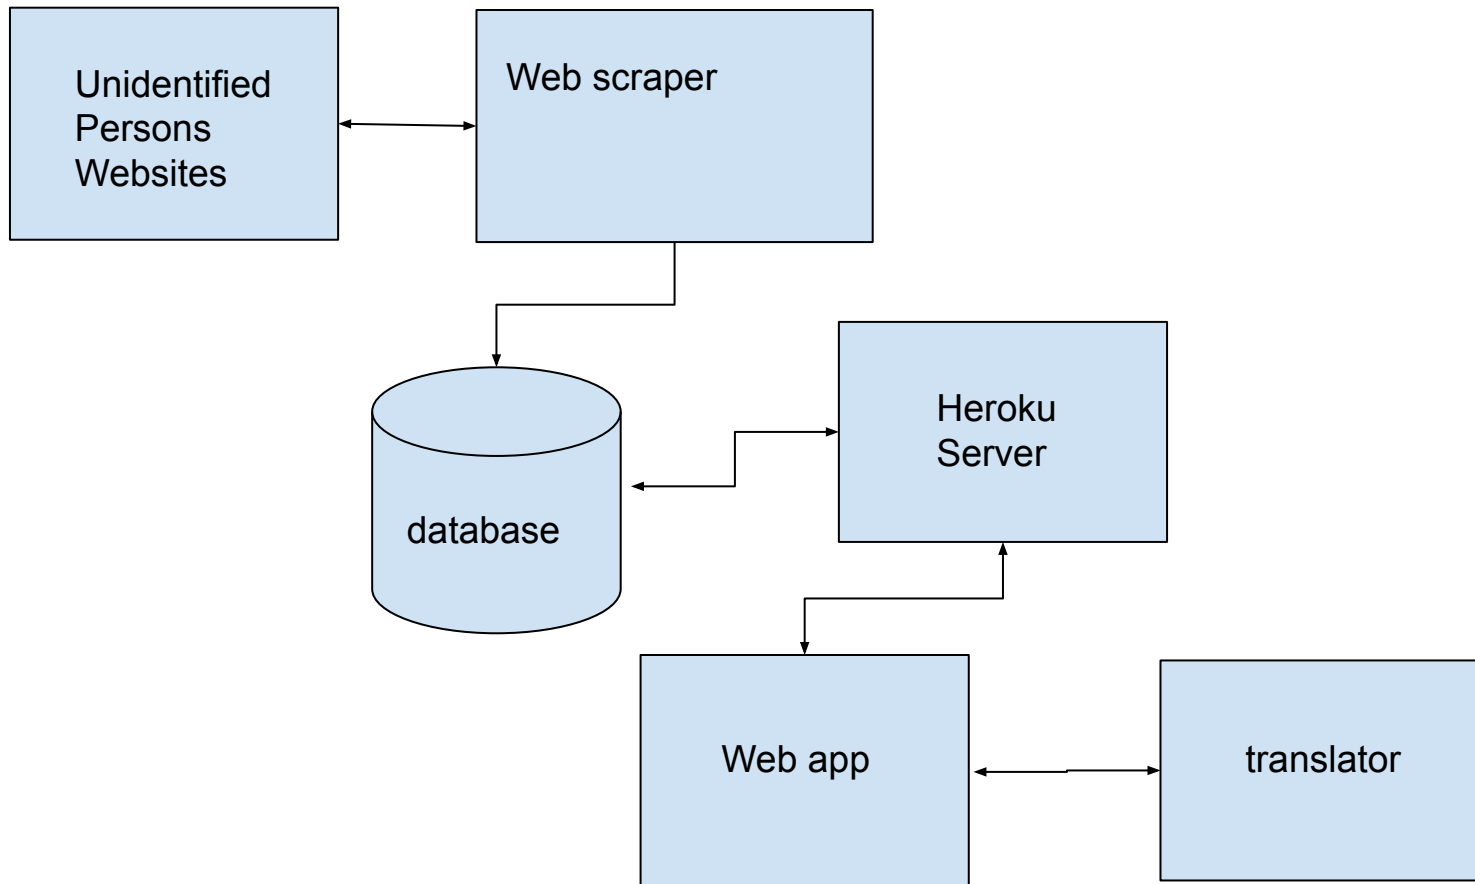 Unidentified
Persons
Websites
Web scraper
Heroku
Server
database
Web app
translator